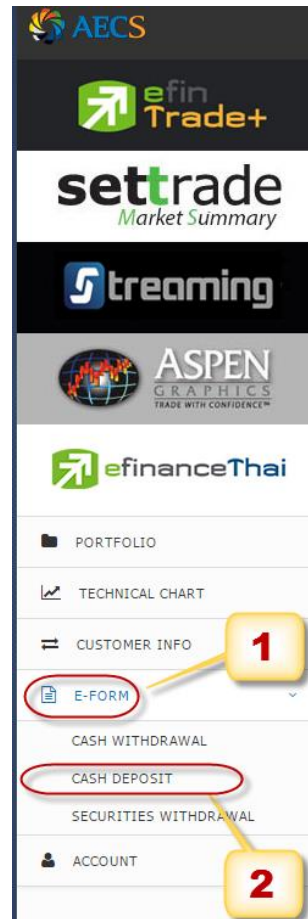 AECS
efin
Trade+
settrade
Market Summary
Streaming
ASPEN
GRAPHICS
TRADE WITH CONFIDENCE™
efinanceThai
PORTFOLIO
TECHNICAL CHART
CUSTOMER INFO
1
E-FORM
CASH WITHDRAWAL
CASH DEPOSIT
SECURITIES WITHDRAWAL
ACCOUNT
2